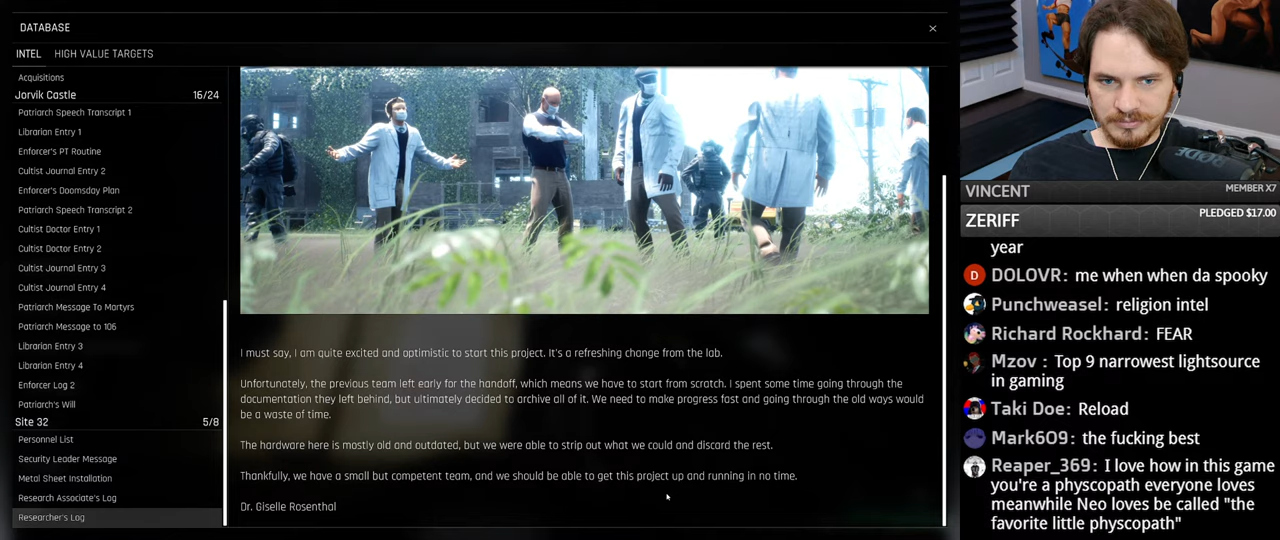 DATABASE
INTEL
HIGH VALUE TARGETS
Acquisitions
Jorvik Castle 16/24
Patriarch Speech Transcript 1
Librarian Entry 1
Enforcer's PT Routine
Cultist Journal Entry 2
Enforcer's Doomsday Plan
Patriarch Speech Transcript 2
Cultist Doctor Entry 1
Cultist Doctor Entry 2
Cultist Journal Entry 3
Cultist Journal Entry 4
Patriarch Message To Martyrs
Patriarch Message to 106
Librarian Entry 3
Librarian Entry 4
Enforcer Log 2
Patriarch's Will
Site 32 5/8
Personnel List
Security Leader Message
Metal Sheet Installation
Research Associate's Log
Researcher's Log
I must say, I am quite excited and optimistic to start this project. It's a refreshing change from the lab.
Unfortunately, the previous team left early for the handoff, which means we have to start from scratch. I spent some time going through the
documentation they left behind, but ultimately decided to archive all of it. We need to make progress fast and going through the old ways would
be a waste of time.
The hardware here is mostly old and outdated, but we were able to strip out what we could and discard the rest.
Thankfully, we have a small but competent team, and we should be able to get this project up and running in no time.
Dr. Giselle Rosenthal
RODE
VINCENT MEMBER X7
ZERIFF PLEDGED $17.00
year
D DOLOVR: me when when da spooky
Punchweasel: religion intel
Richard Rockhard: FEAR
Mzov : Top 9 narrowest lightsource
in gaming
Taki Doe: Reload
Mark6O9: the fucking best
Reaper_369: I love how in this game
you're a physcopath everyone loves
meanwhile Neo loves be called "the
favorite little physcopath"